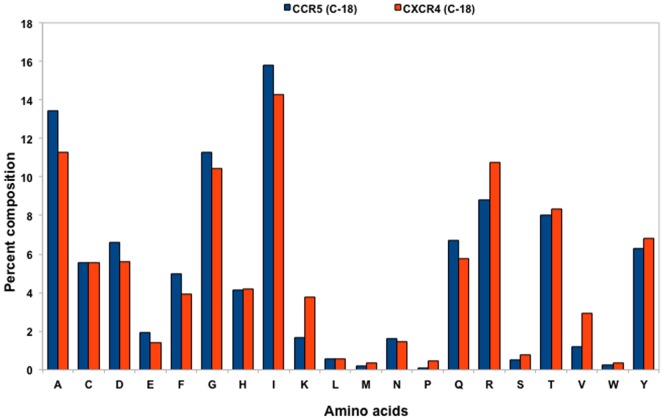 CCR5 (C-18) CXCR4 (C-18)
18
16
14
12
10
8
6
4
2
0
Percent composition
A C D E F G H I K L M N P Q R S T V W Y
Amino acids